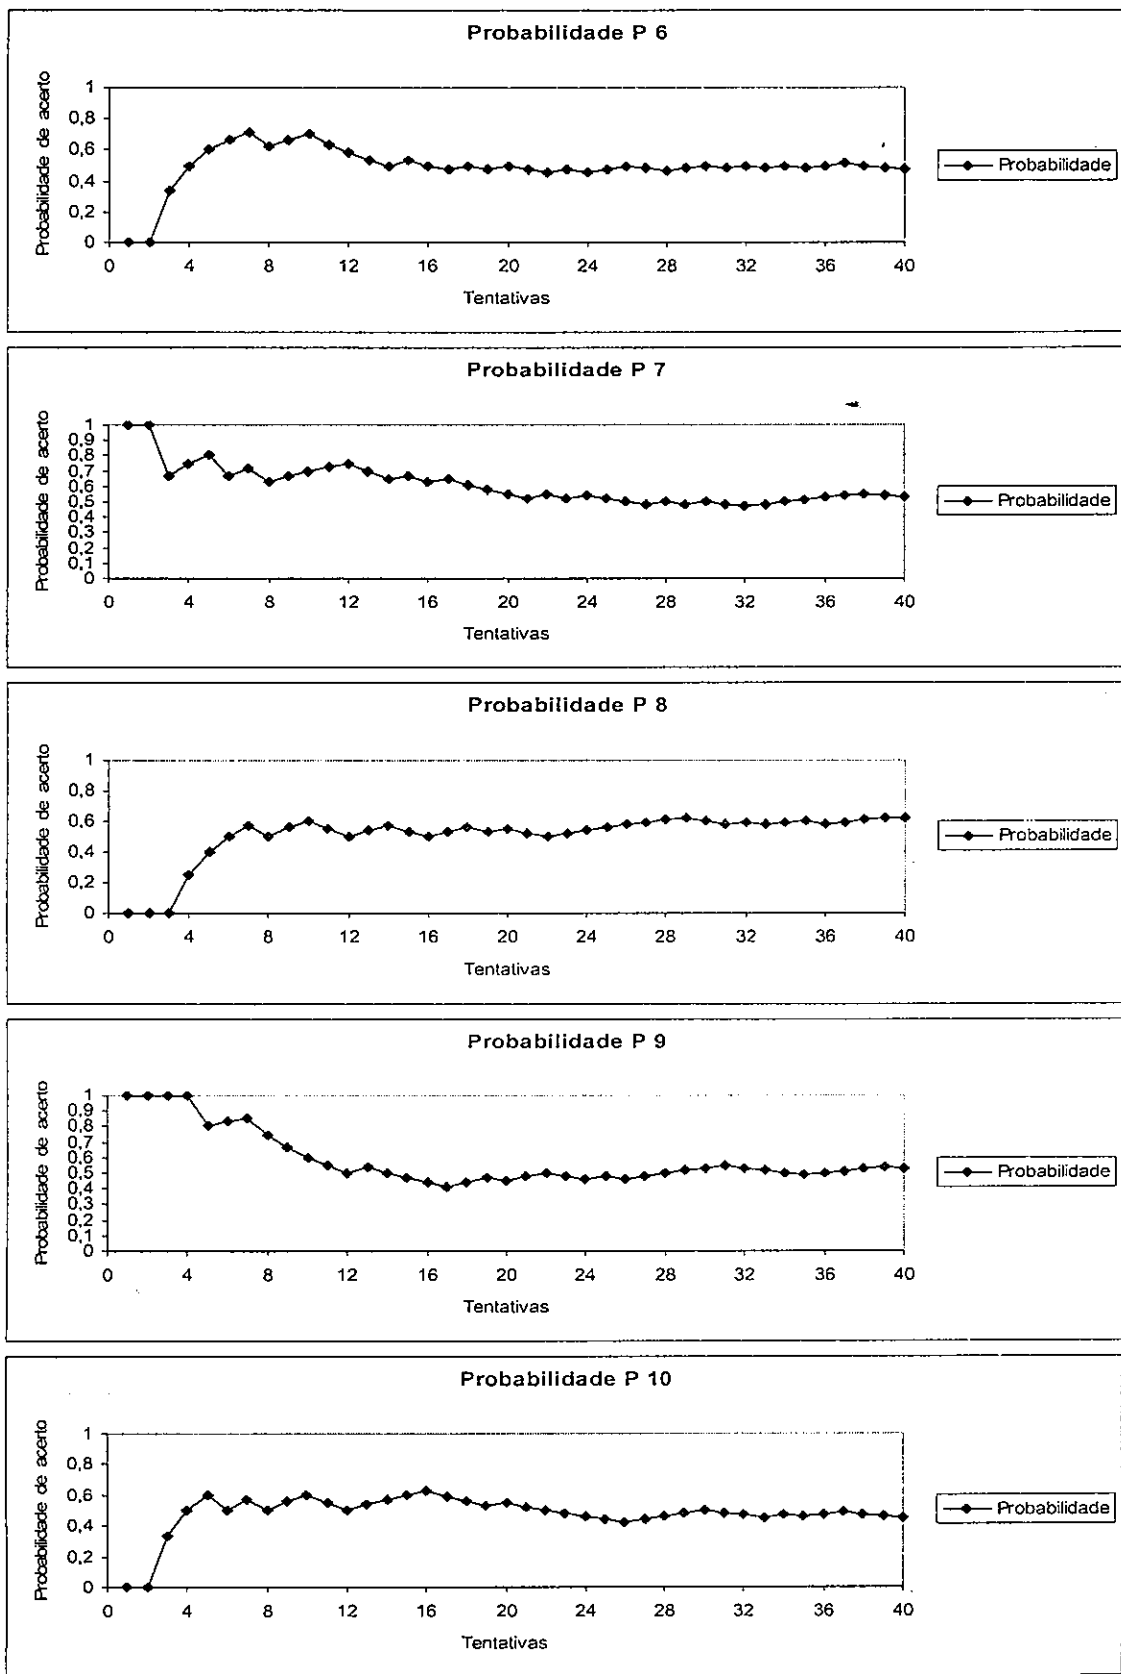 Probabilidade P 6
Probabilidade de acerto
1
0,8
0,6
0,4
0,2
0
0 4 8 12 16 20 24 28 32 36 40
Tentativas
Probabilidade
Probabilidade P 7
Probabilidade de acerto
1
0,9
0,8
0,7
0,6
0,5
0,4
0,3
0,2
0,1
0
0 4 8 12 16 20 24 28 32 36 40
Tentativas
Probabilidade
Probabilidade P 8
Probabilidade de acerto
1
0,8
0,6
0,4
0,2
0
0 4 8 12 16 20 24 28 32 36 40
Tentativas
Probabilidade
Probabilidade P 9
Probabilidade de acerto
1
0,9
0,8
0,7
0,6
0,5
0,4
0,3
0,2
0,1
0
0 4 8 12 16 20 24 28 32 36 40
Tentativas
Probabilidade
Probabilidade P 10
Probabilidade de acerto
1
0,8
0,6
0,4
0,2
0
0 4 8 12 16 20 24 28 32 36 40
Tentativas
Probabilidade